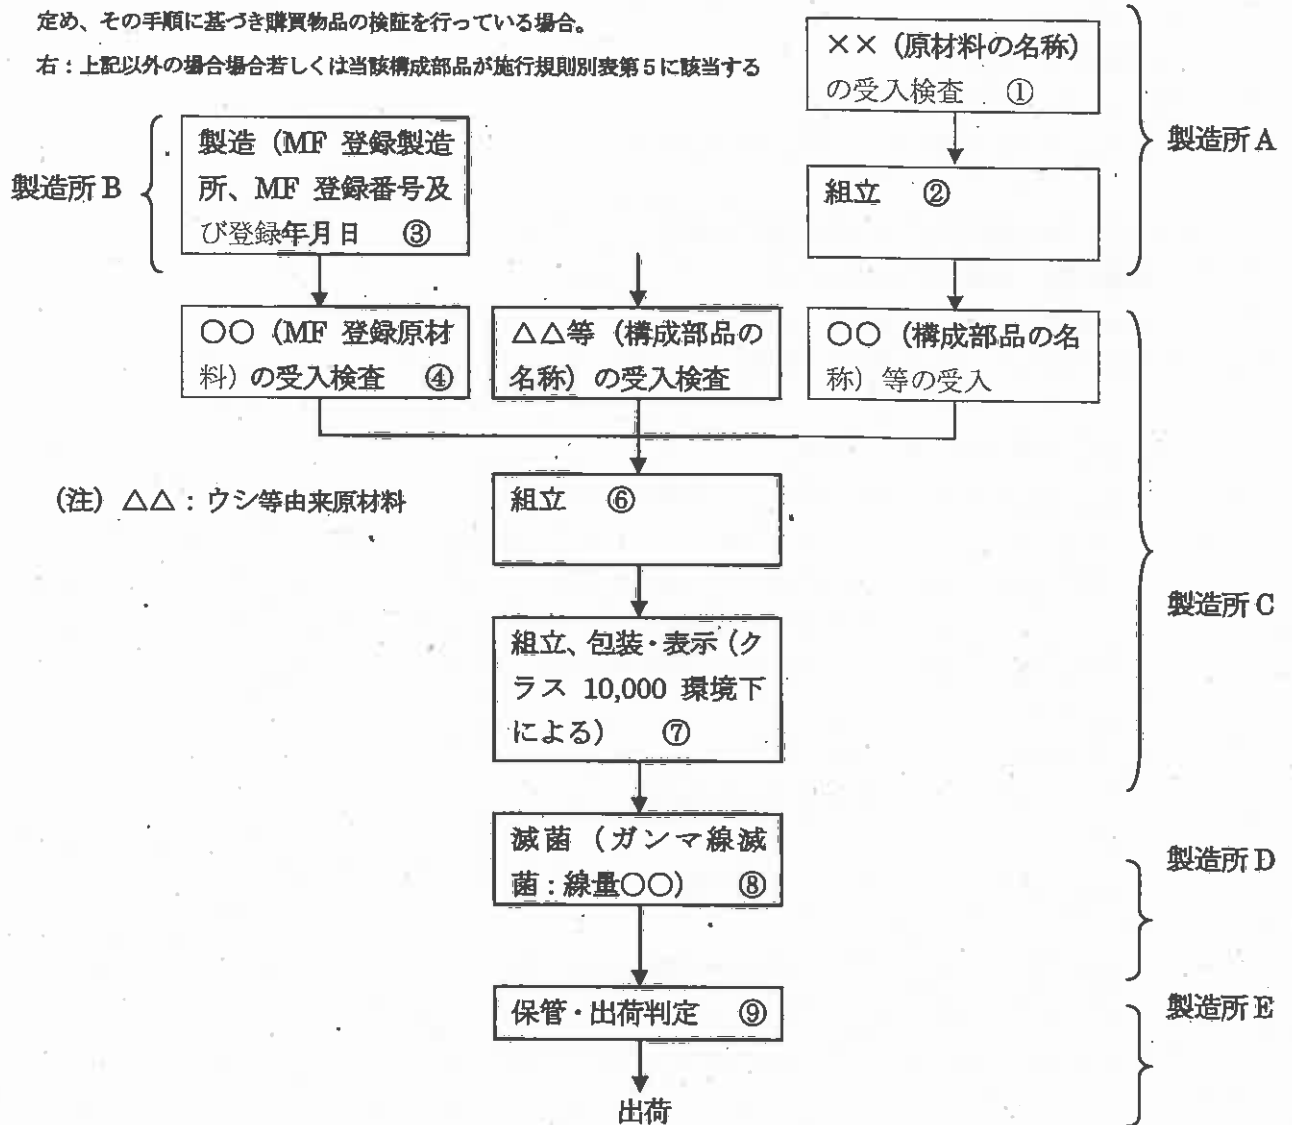 定め、その手順に基づき購買物品の検証を行っている場合。
右：上記以外の場合場合若しくは当該構成部品が施行規則別表第5に該当する
××（原材料の名称）
の受入検査　①
製造所A
組立　②
製造所B
製造（MF 登録製造
所、MF 登録番号及
び登録年月日　③
○○（MF 登録原材
料）の受入検査　④
△△等（構成部品の
名称）の受入検査
○○（構成部品の名
称）等の受入
（注）△△：ウシ等由来原材料
組立　⑥
組立、包装・表示（ク
ラス 10,000 環境下
による）　⑦
製造所C
滅菌（ガンマ線滅
菌：線量○○）　⑧
製造所D
保管・出荷判定　⑨
製造所E
出荷